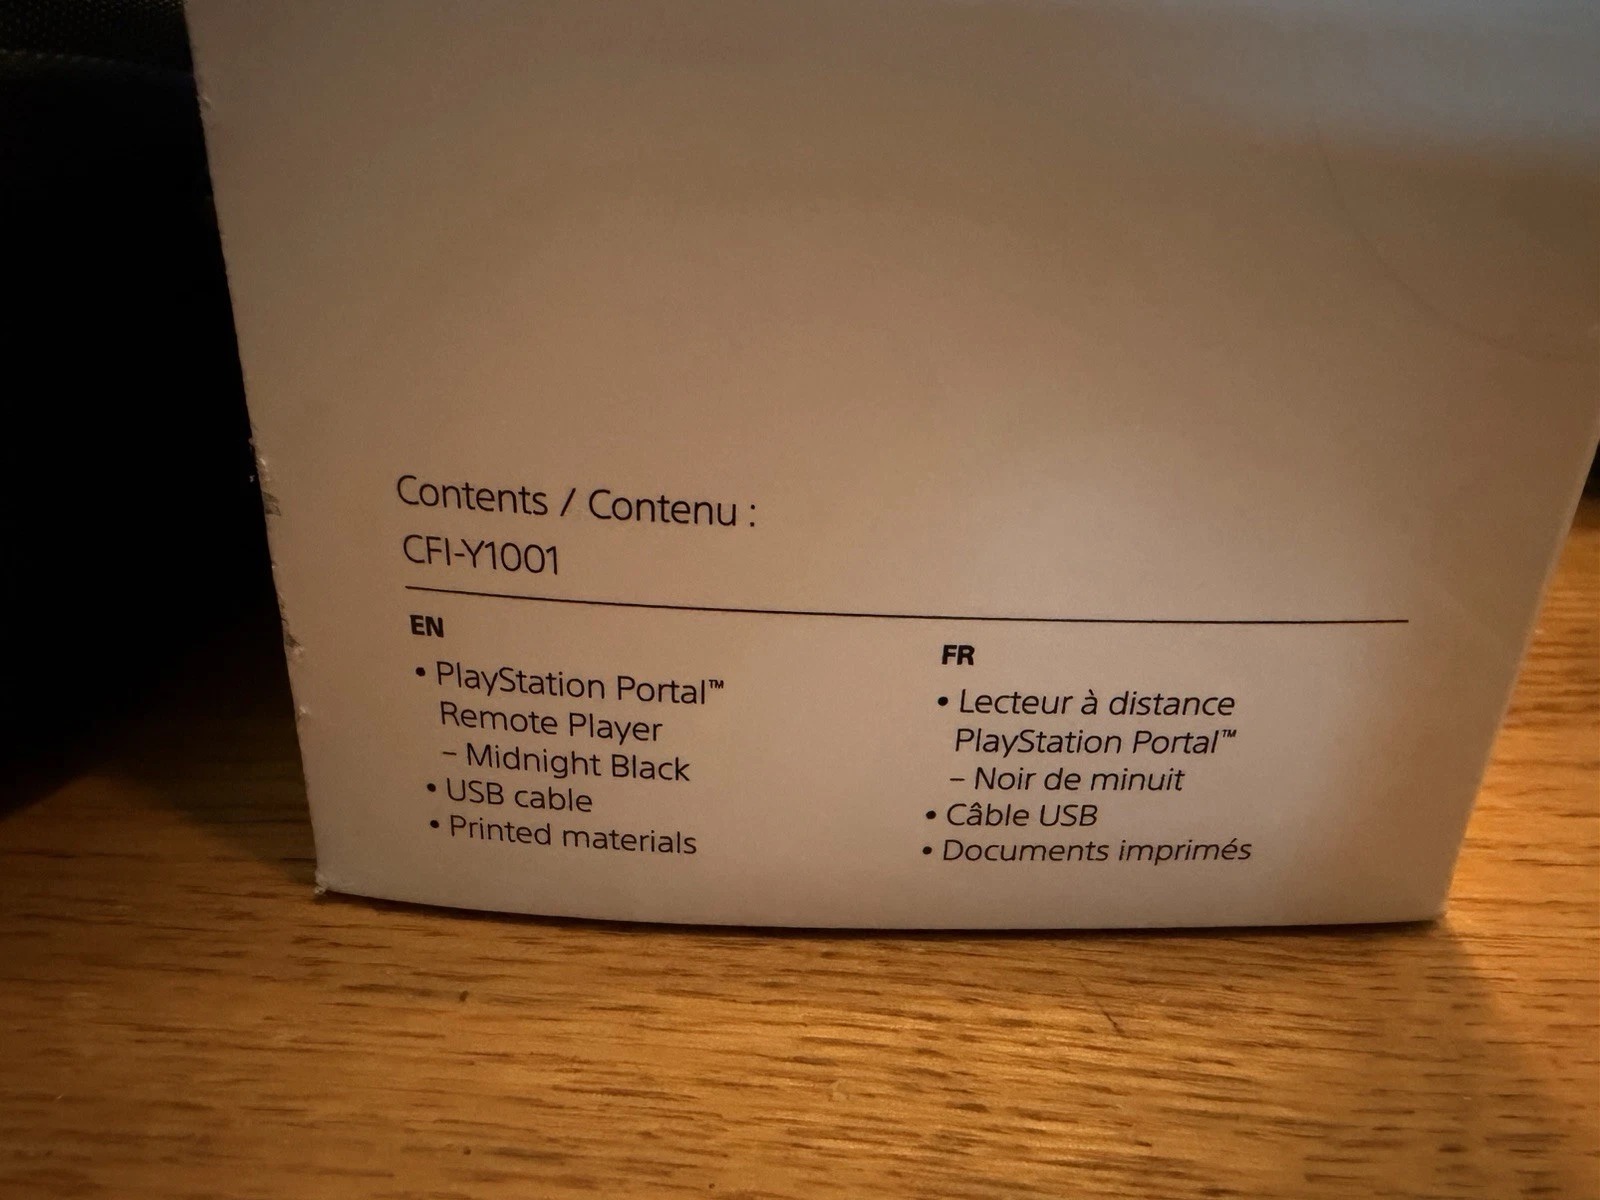 Contents / Contenu :
CFI-Y1001
EN
• PlayStation Portal™
Remote Player
– Midnight Black
• USB cable
• Printed materials
FR
• Lecteur à distance
PlayStation Portal™
– Noir de minuit
• Câble USB
• Documents imprimés